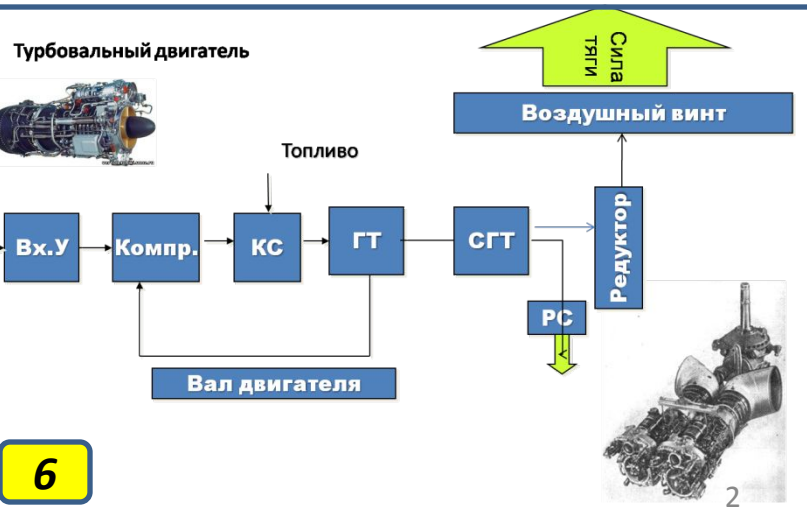 Турбовальный двигатель
Сила
тяги
Воздушный винт
Топливо
Вх.У
Компр.
КС
ГТ
СГТ
Редуктор
РС
Вал двигателя
6
2